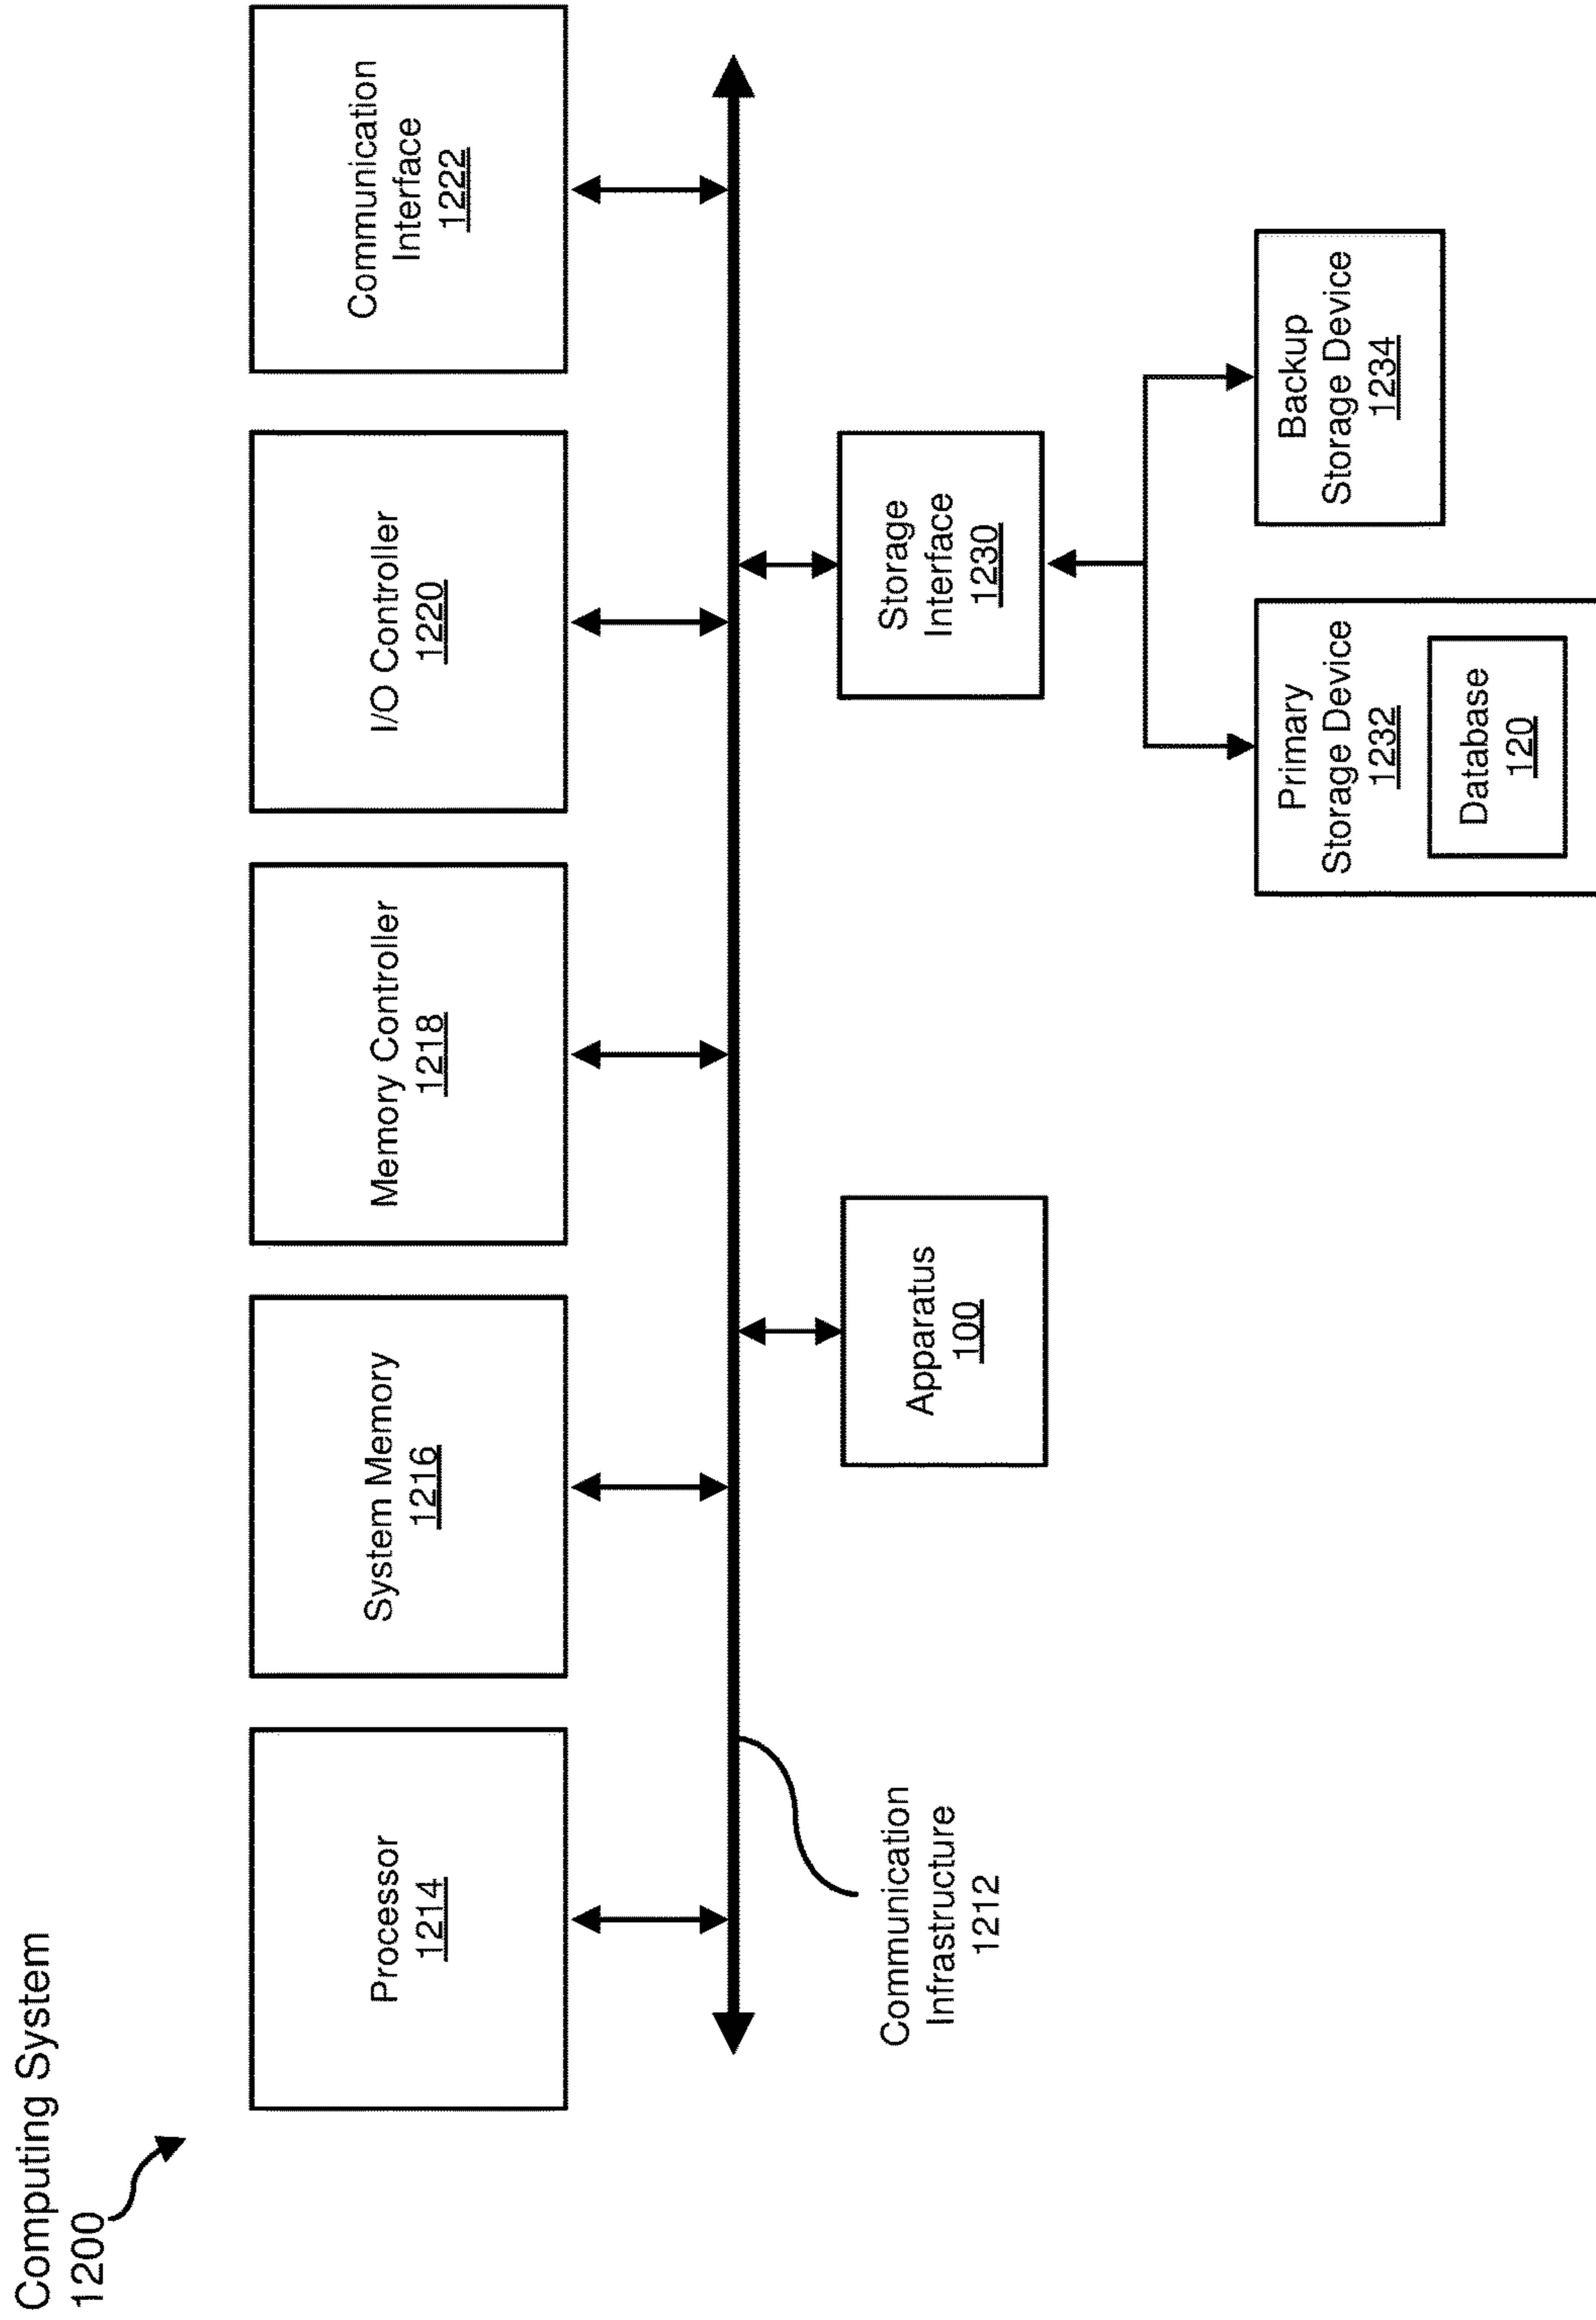 Computing System
1200
Processor
1214
System Memory
1216
Memory Controller
1218
I/O Controller
1220
Communication
Interface
1222
Communication
Infrastructure
1212
Apparatus
100
Storage
Interface
1230
Primary
Storage Device
1232
Database
120
Backup
Storage Device
1234